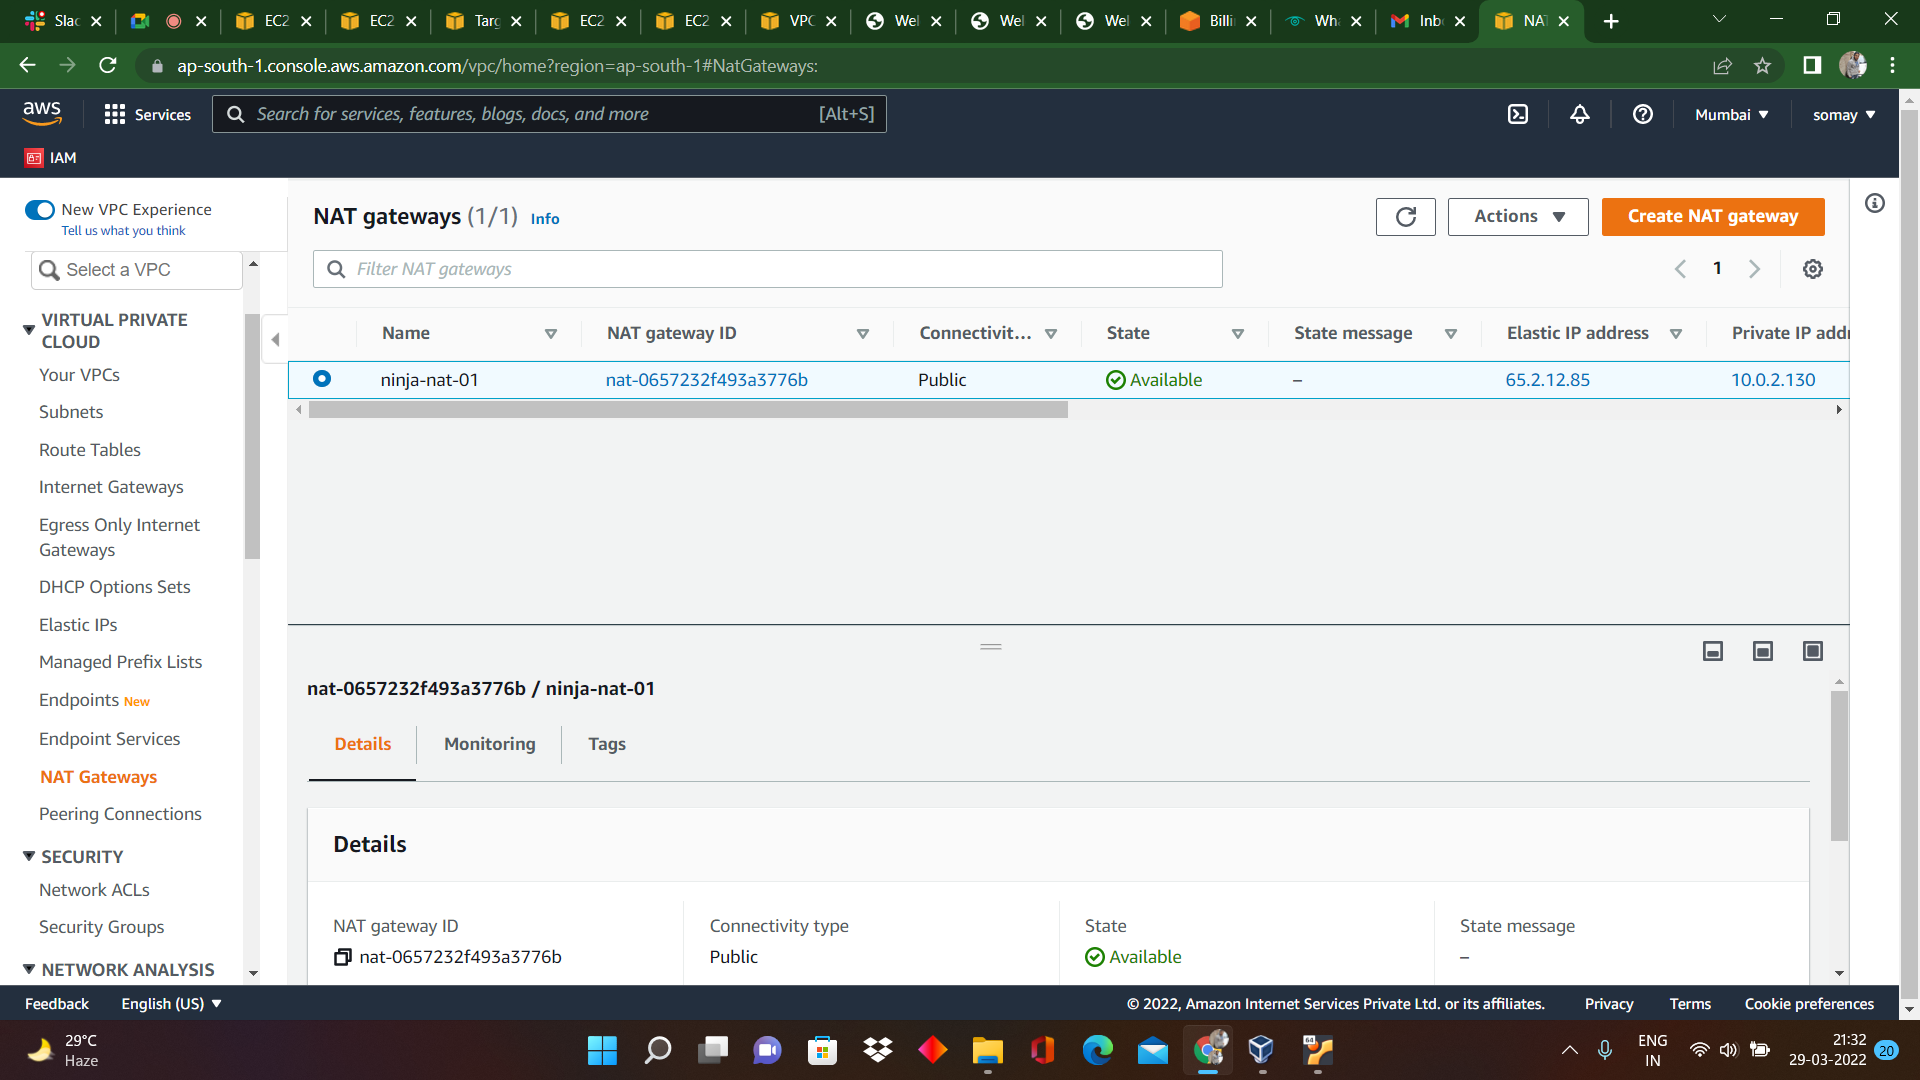 Slac
EC2
EC2
Targ
EC2
EC2
VPC
Wel
Wel
Wel
Billi
Wha
Inbo
NAT
ap-south-1.console.aws.amazon.com/vpc/home?region=ap-south-1#NatGateways:
aws
Services
Search for services, features, blogs, docs, and more
[Alt+S]
Mumbai
somay
IAM
New VPC Experience
Tell us what you think
Select a VPC
VIRTUAL PRIVATE
CLOUD
Your VPCs
Subnets
Route Tables
Internet Gateways
Egress Only Internet
Gateways
DHCP Options Sets
Elastic IPs
Managed Prefix Lists
Endpoints New
Endpoint Services
NAT Gateways
Peering Connections
SECURITY
Network ACLs
Security Groups
NETWORK ANALYSIS
NAT gateways (1/1) Info
Actions
Create NAT gateway
Filter NAT gateways
1
Name NAT gateway ID Connectivit... State State message Elastic IP address Private IP addr
ninja-nat-01 nat-0657232f493a3776b Public Available – 65.2.12.85 10.0.2.130
nat-0657232f493a3776b / ninja-nat-01
Details Monitoring Tags
Details
NAT gateway ID
nat-0657232f493a3776b
Connectivity type
Public
State
Available
State message
–
Feedback English (US) © 2022, Amazon Internet Services Private Ltd. or its affiliates. Privacy Terms Cookie preferences
29°C
Haze
64
ENG
IN
21:32
29-03-2022
20